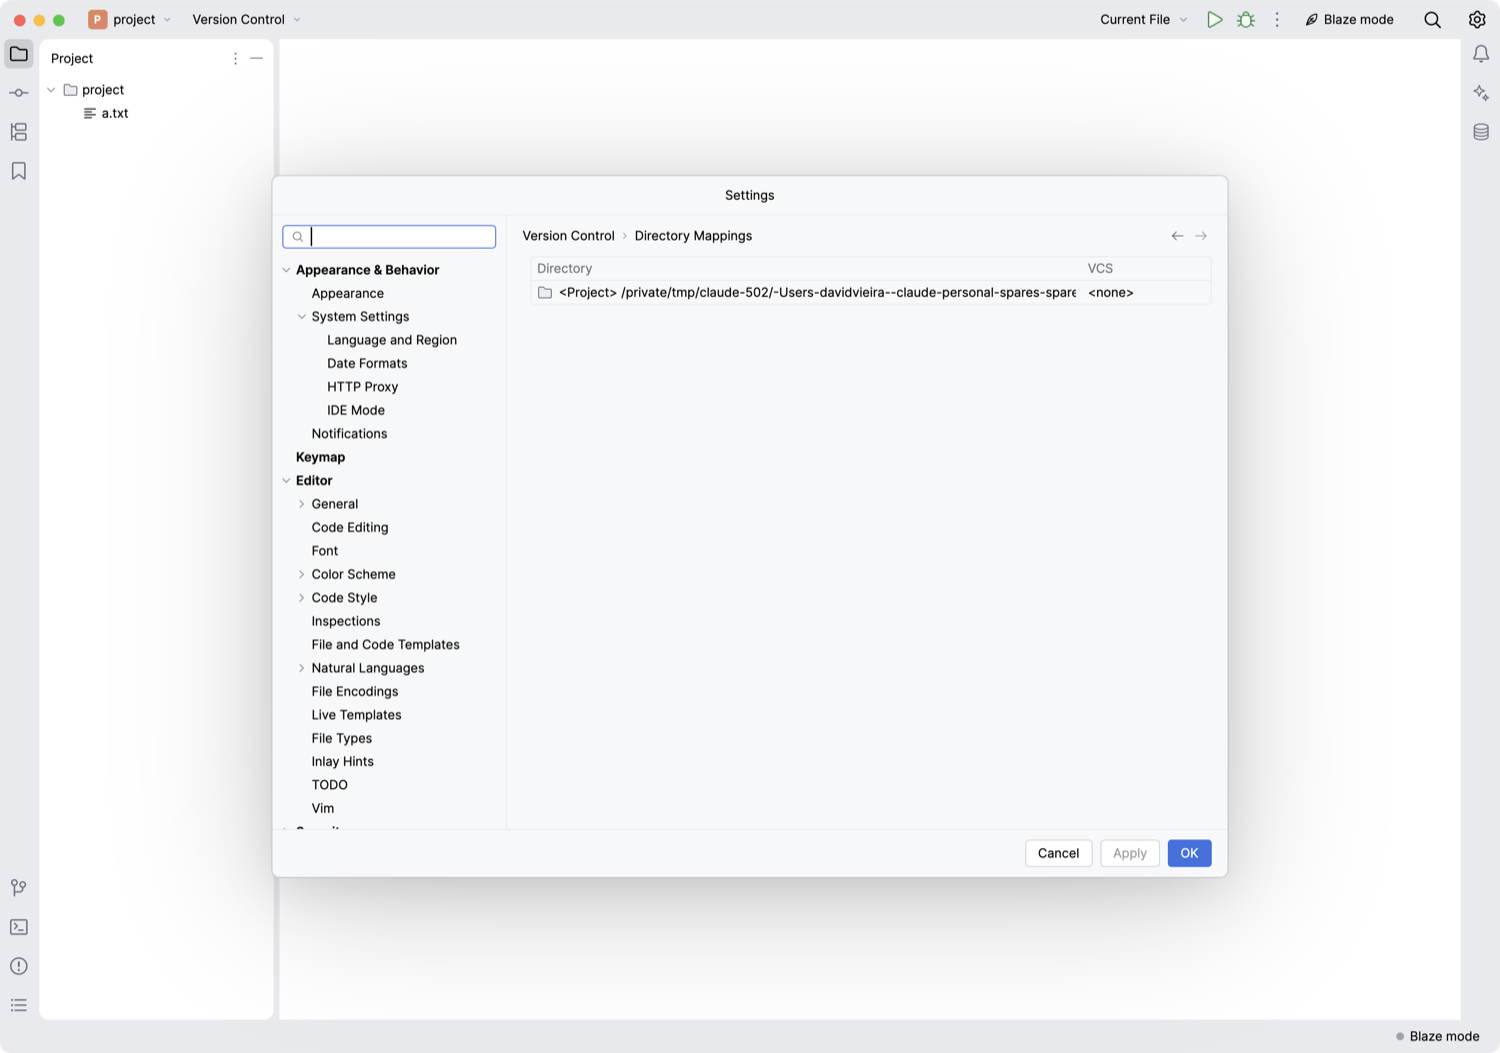 P project Version Control Current File Blaze mode
Project
project
a.txt
Settings
Version Control › Directory Mappings
Directory VCS
<Project> /private/tmp/claude-502/-Users-davidvieira--claude-personal-spares-spare <none>
Appearance & Behavior
Appearance
System Settings
Language and Region
Date Formats
HTTP Proxy
IDE Mode
Notifications
Keymap
Editor
General
Code Editing
Font
Color Scheme
Code Style
Inspections
File and Code Templates
Natural Languages
File Encodings
Live Templates
File Types
Inlay Hints
TODO
Vim
Cancel Apply OK
Blaze mode